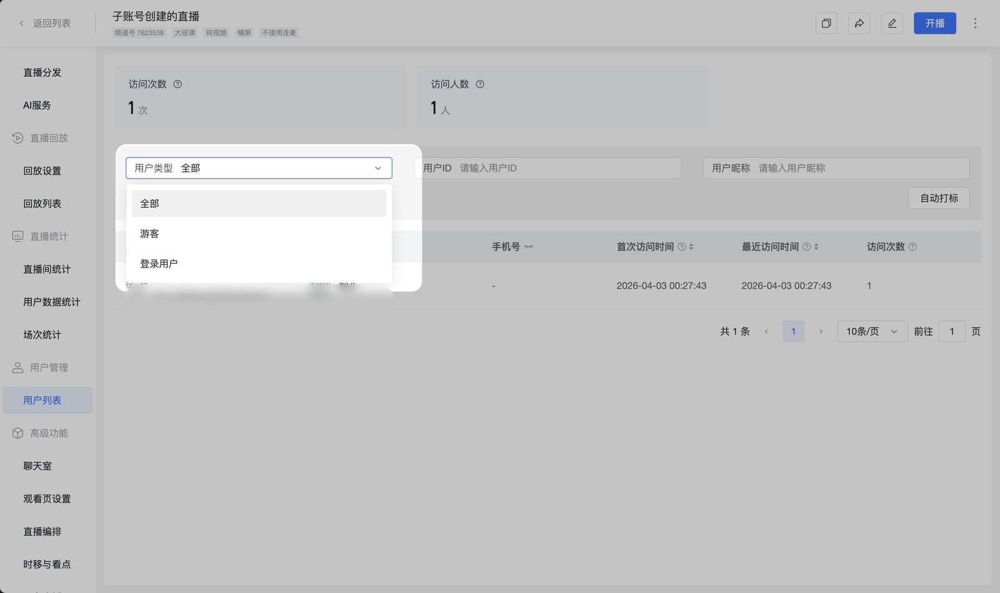 返回列表
子账号创建的直播
频道号 7623538 大班课 纯视频 横屏 不使用连麦
开播
直播分发
AI服务
直播回放
回放设置
回放列表
直播统计
直播间统计
用户数据统计
场次统计
用户管理
用户列表
高级功能
聊天室
观看页设置
直播编排
时移与看点
访问次数
1 次
访问人数
1 人
用户类型 全部
用户ID 请输入用户ID
用户昵称 请输入用户昵称
自动打标
全部
游客
登录用户
手机号 首次访问时间 最近访问时间 访问次数
- 2026-04-03 00:27:43 2026-04-03 00:27:43 1
共 1 条 1 10条/页 前往 1 页